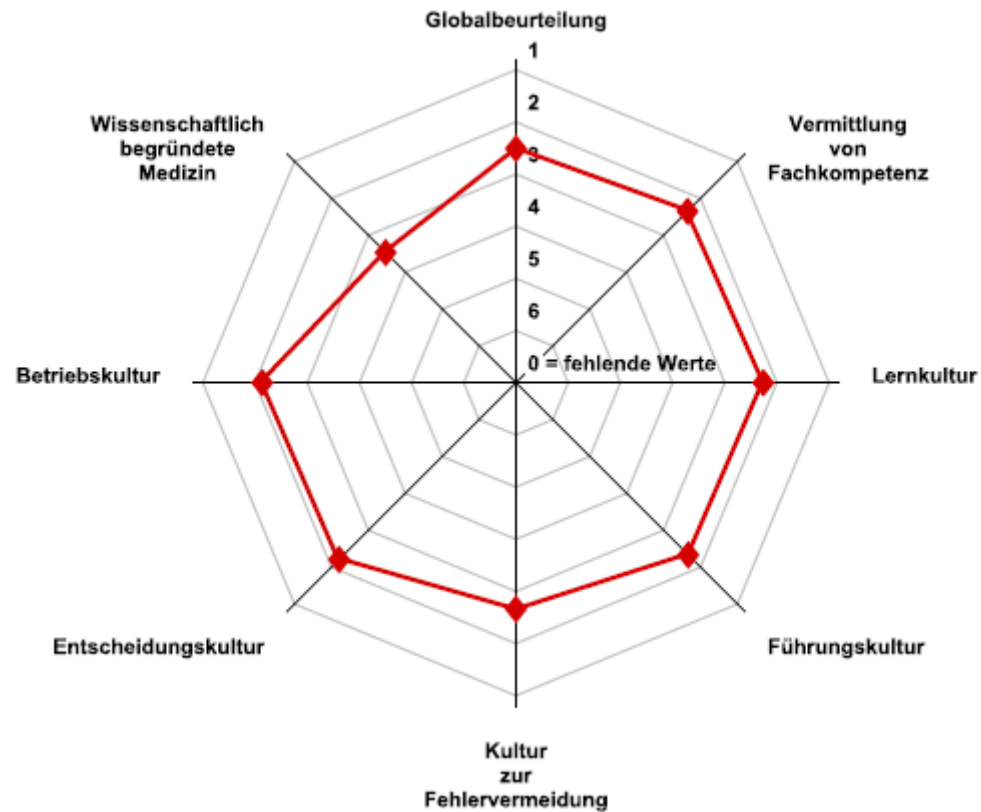 Globalbeurteilung
1
2
3
4
5
6
0 = fehlende Werte
Vermittlung
von
Fachkompetenz
Lernkultur
Führungskultur
Kultur
zur
Fehlervermeidung
Entscheidungskultur
Betriebskultur
Wissenschaftlich
begründete
Medizin